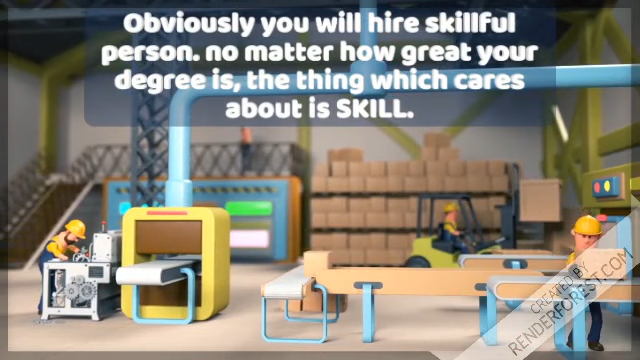 Obviously you will hire skillful
person. no matter how great your
degree is, the thing which cares
about is SKILL.
CREATED BY
RENDERFOREST.COM